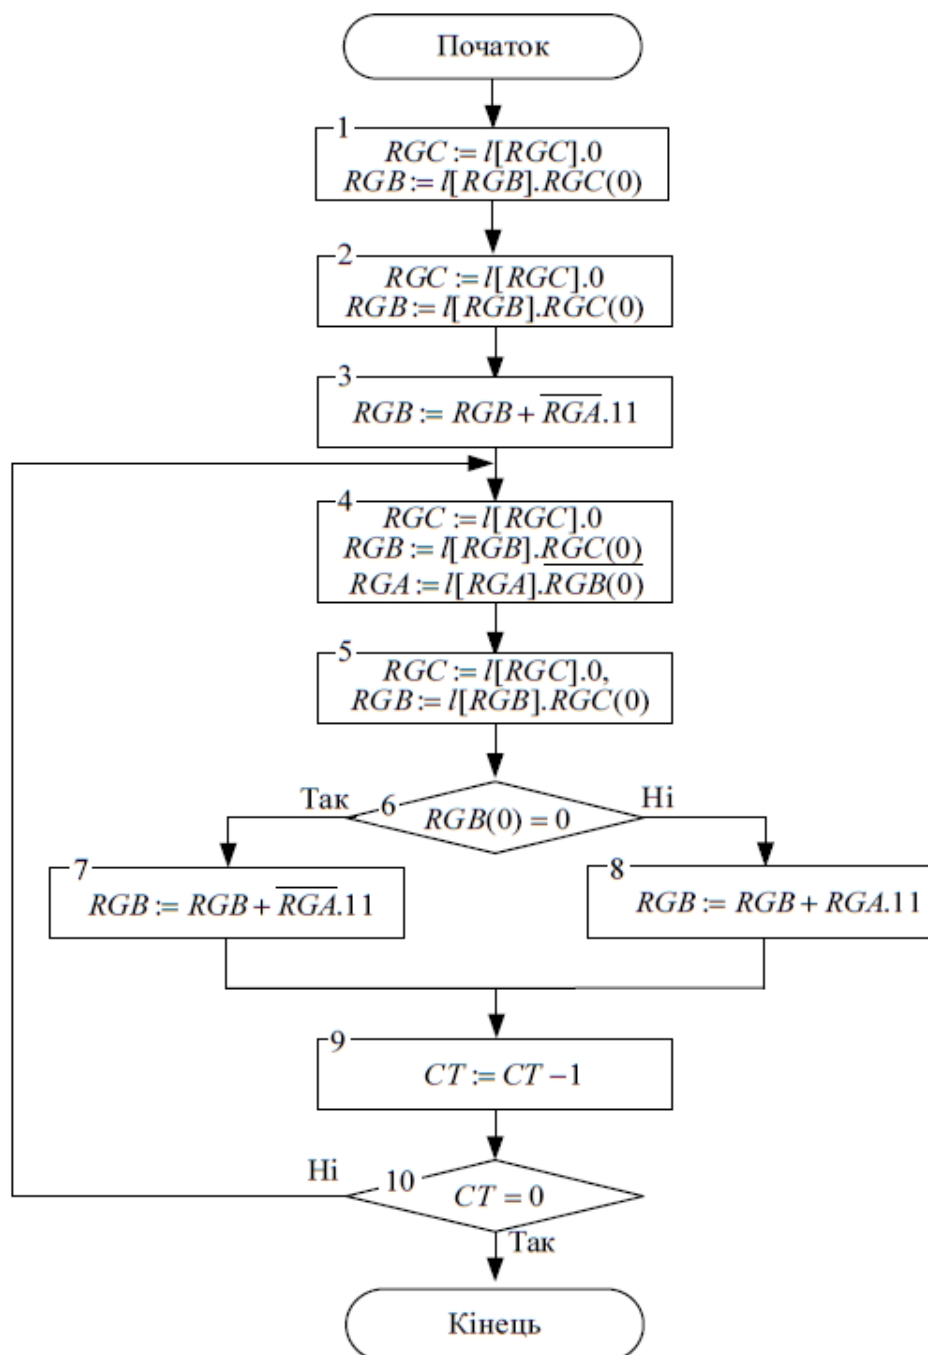 Початок
1
RGC := l[RGC].0
RGB := l[RGB].RGC(0)
2
RGC := l[RGC].0
RGB := l[RGB].RGC(0)
3
RGB := RGB + \overline{RGA}.11
4
RGC := l[RGC].0
RGB := l[RGB].RGC(0)
RGA := l[RGA].\overline{RGB(0)}
5
RGC := l[RGC].0,
RGB := l[RGB].RGC(0)
Так 6 RGB(0) = 0 Ні
7
RGB := RGB + \overline{RGA}.11
8
RGB := RGB + RGA.11
9
CT := CT − 1
Ні 10 CT = 0
Так
Кінець